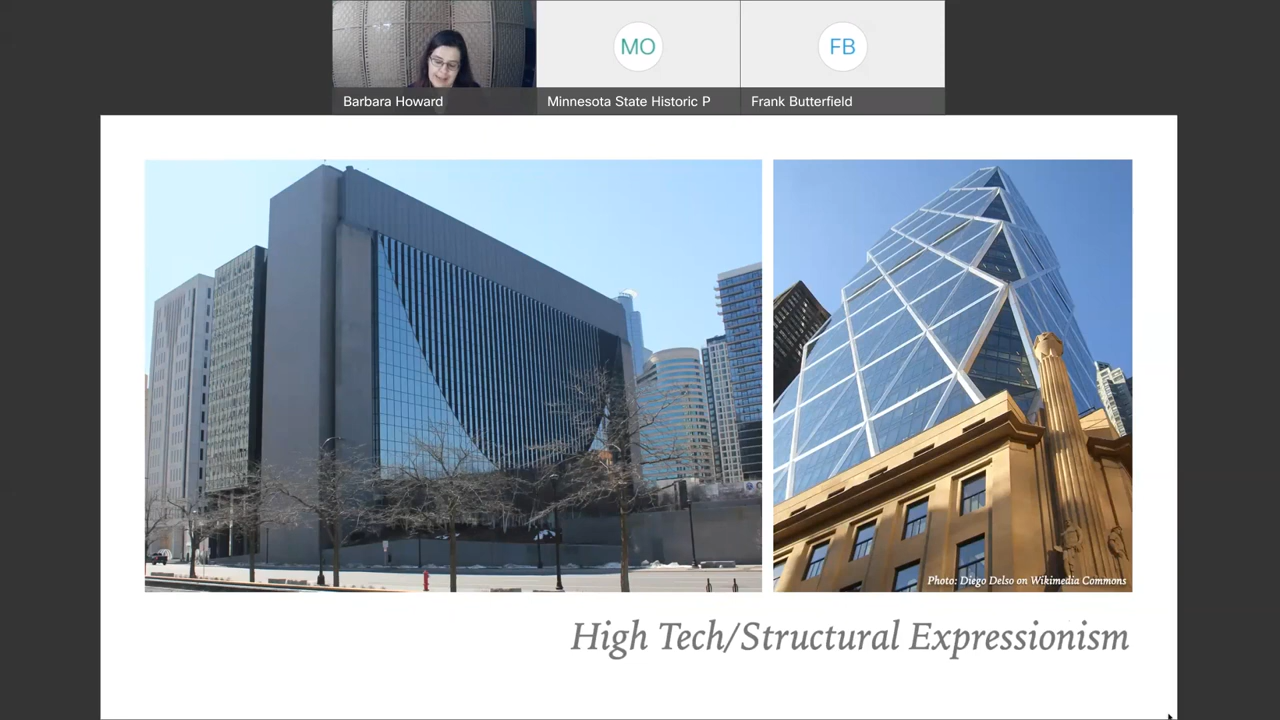 MO
FB
Barbara Howard
Minnesota State Historic P
Frank Butterfield
Photo: Diego Delso on Wikimedia Commons
High Tech/Structural Expressionism